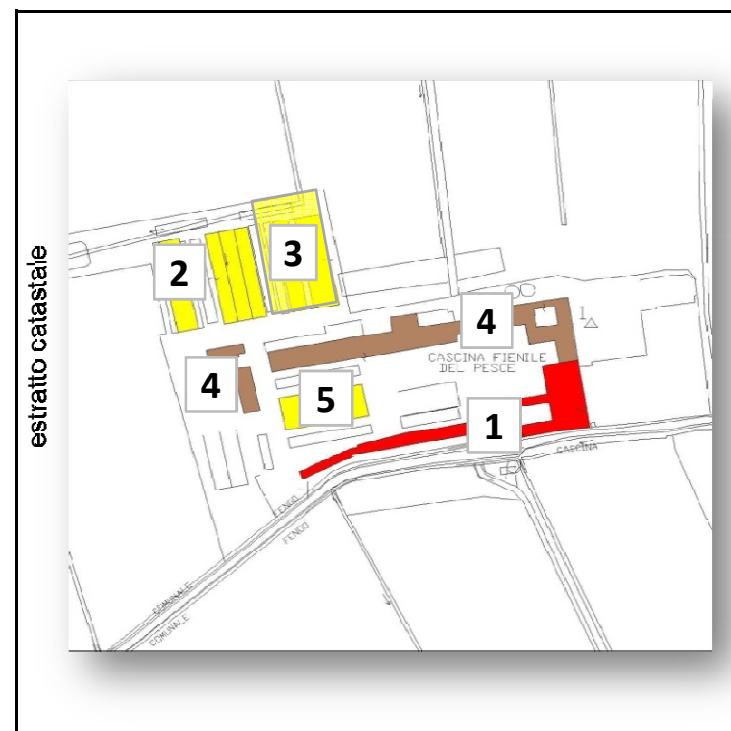 estratto catastale
3
2
4
CASCINA FIENILE
DEL PESCE
4
5
1
CASCINA
FENGO
FENGO
COMUNALE
COMUNALE